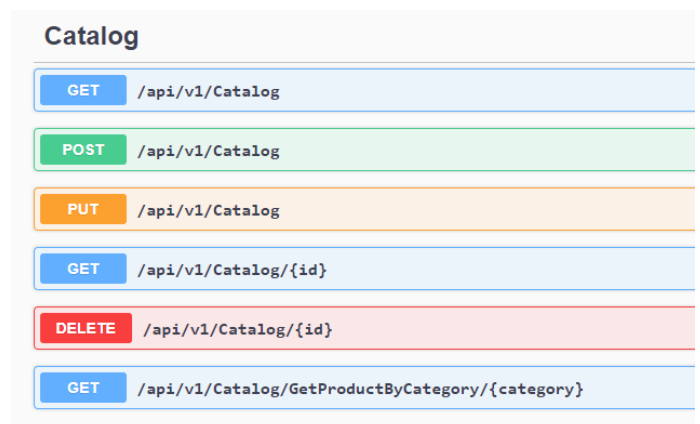 Catalog
GET /api/v1/Catalog
POST /api/v1/Catalog
PUT /api/v1/Catalog
GET /api/v1/Catalog/{id}
DELETE /api/v1/Catalog/{id}
GET /api/v1/Catalog/GetProductByCategory/{category}